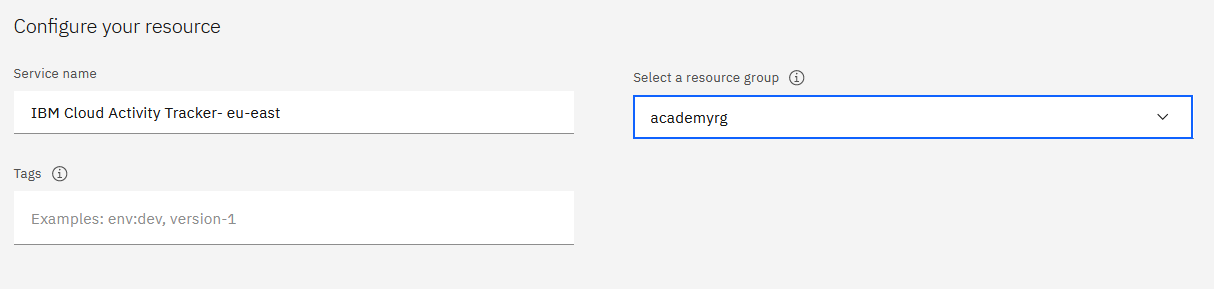 Configure your resource
Service name
IBM Cloud Activity Tracker- eu-east
Select a resource group
academyrg
Tags
Examples: env:dev, version-1